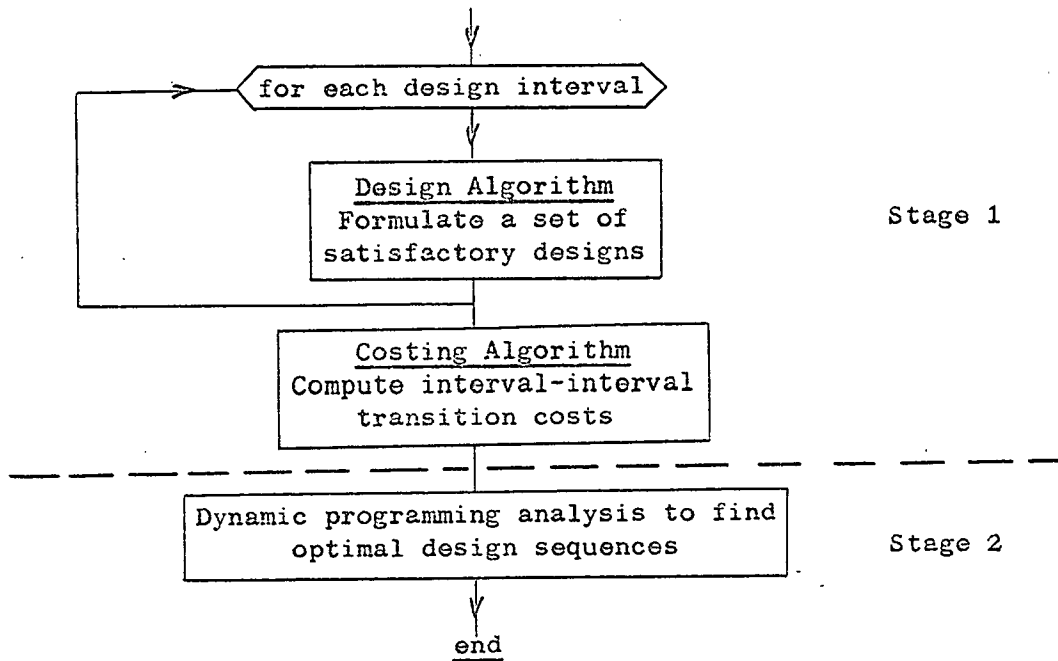 for each design interval
Design Algorithm
Formulate a set of
satisfactory designs
Stage 1
Costing Algorithm
Compute interval-interval
transition costs
Dynamic programming analysis to find
optimal design sequences
Stage 2
end